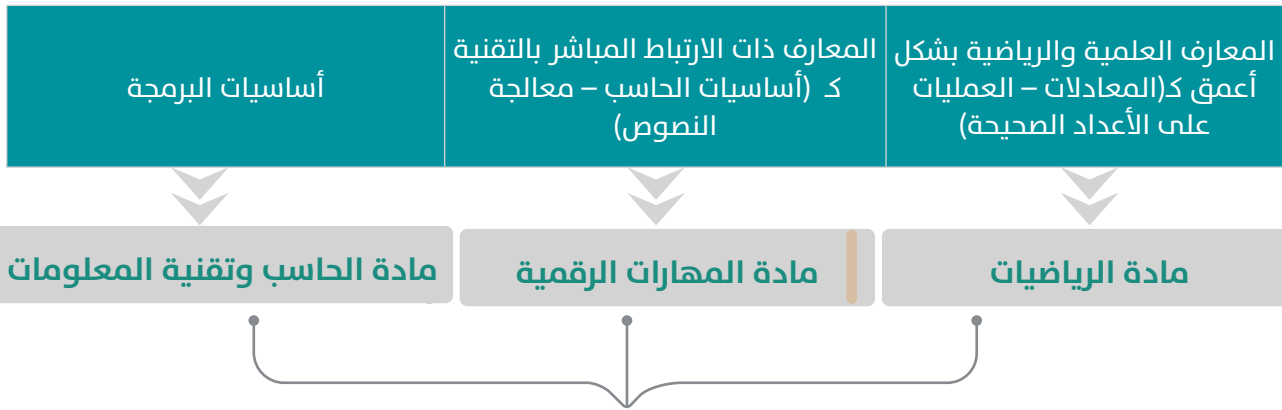 المعارف العلمية والرياضية بشكل
أعمق كـ(المعادلات – العمليات
على الأعداد الصحيحة)
المعارف ذات الارتباط المباشر بالتقنية
كـ (أساسيات الحاسب – معالجة
النصوص)
أساسيات البرمجة
مادة الرياضيات
مادة المهارات الرقمية
مادة الحاسب وتقنية المعلومات